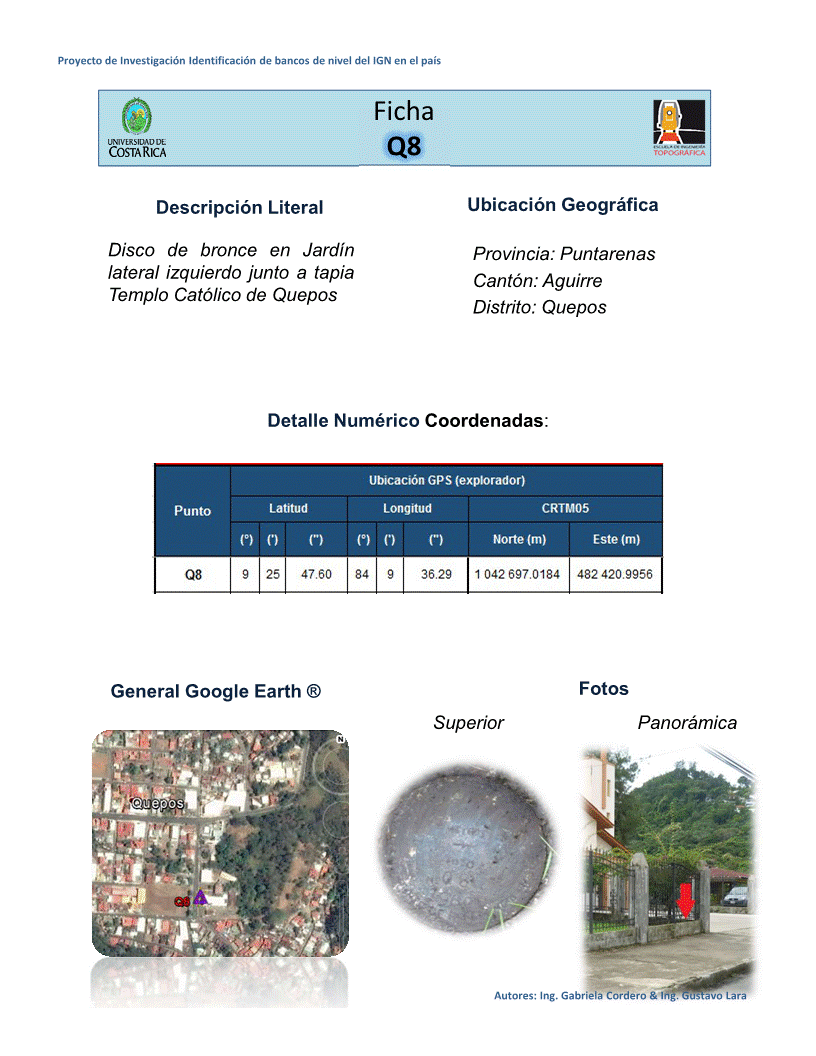 Proyecto de Investigación Identificación de bancos de nivel del IGN en el país
Ficha
Q8
UNIVERSIDAD DE
COSTA RICA
ESCUELA DE INGENIERÍA
TOPOGRÁFICA
Descripción Literal
Disco de bronce en Jardín
lateral izquierdo junto a tapia
Templo Católico de Quepos
Ubicación Geográfica
Provincia: Puntarenas
Cantón: Aguirre
Distrito: Quepos
Detalle Numérico Coordenadas:
Punto
Ubicación GPS (explorador)
Latitud Longitud CRTM05
(°) (') (") (°) (') (") Norte (m) Este (m)
Q8 9 25 47.60 84 9 36.29 1 042 697.0184 482 420.9956
General Google Earth ®
Fotos
Superior Panorámica
N
Quepos
Q8
Autores: Ing. Gabriela Cordero & Ing. Gustavo Lara